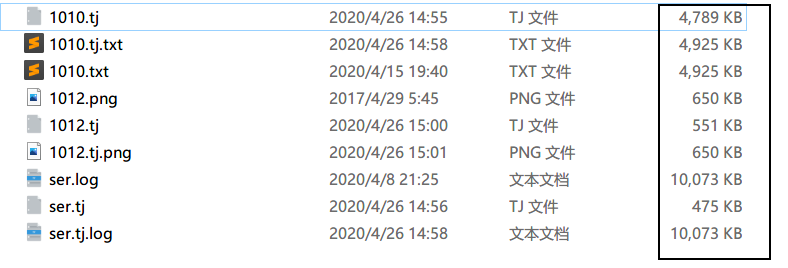 1010.tj 2020/4/26 14:55 TJ 文件 4,789 KB
1010.tj.txt 2020/4/26 14:58 TXT 文件 4,925 KB
1010.txt 2020/4/15 19:40 TXT 文件 4,925 KB
1012.png 2017/4/29 5:45 PNG 文件 650 KB
1012.tj 2020/4/26 15:00 TJ 文件 551 KB
1012.tj.png 2020/4/26 15:01 PNG 文件 650 KB
ser.log 2020/4/8 21:25 文本文档 10,073 KB
ser.tj 2020/4/26 14:56 TJ 文件 475 KB
ser.tj.log 2020/4/26 14:58 文本文档 10,073 KB